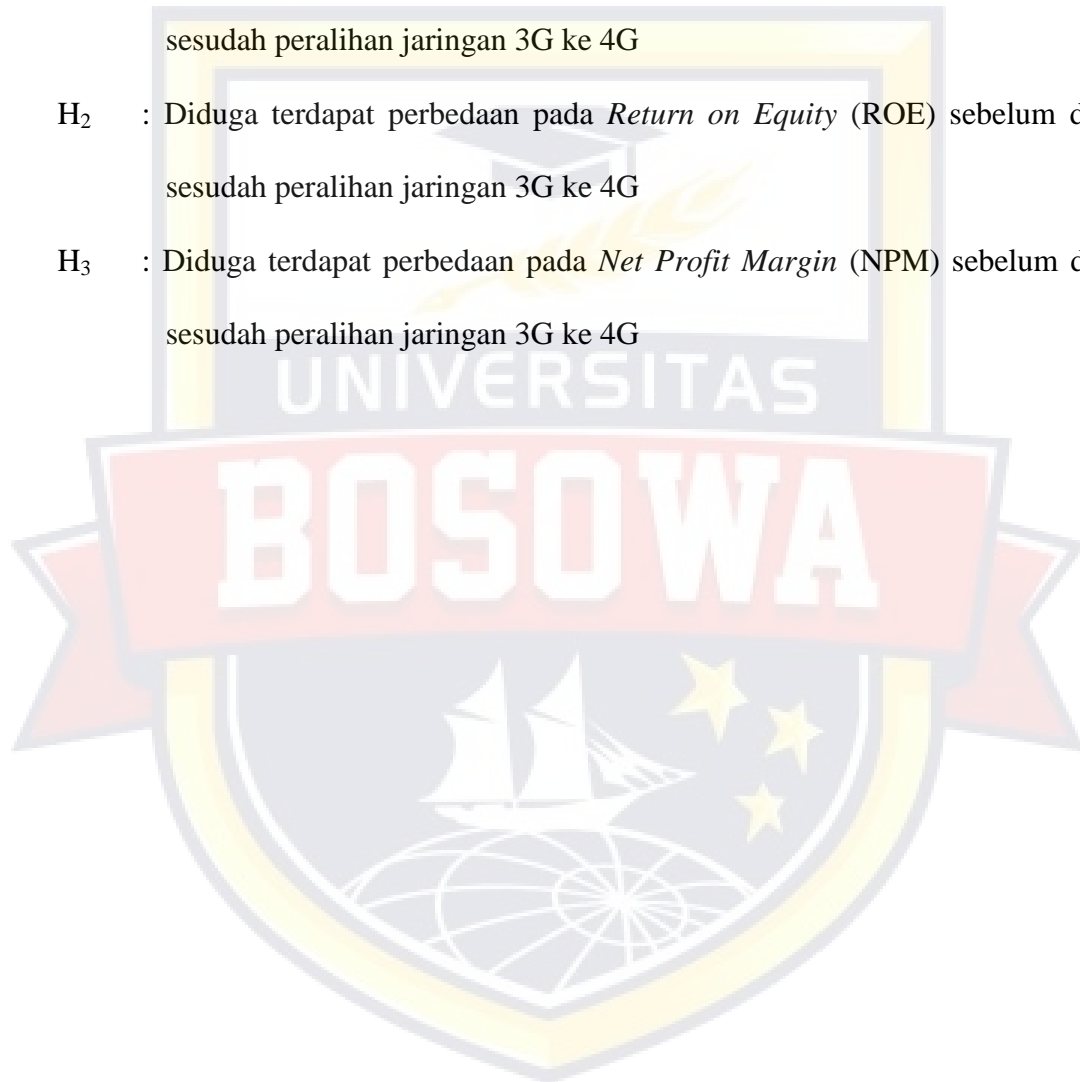 sesudah peralihan jaringan 3G ke 4G
H₂ : Diduga terdapat perbedaan pada Return on Equity (ROE) sebelum
sesudah peralihan jaringan 3G ke 4G
H₃ : Diduga terdapat perbedaan pada Net Profit Margin (NPM) sebelum
sesudah peralihan jaringan 3G ke 4G
UNIVERSITAS
BOSOWA